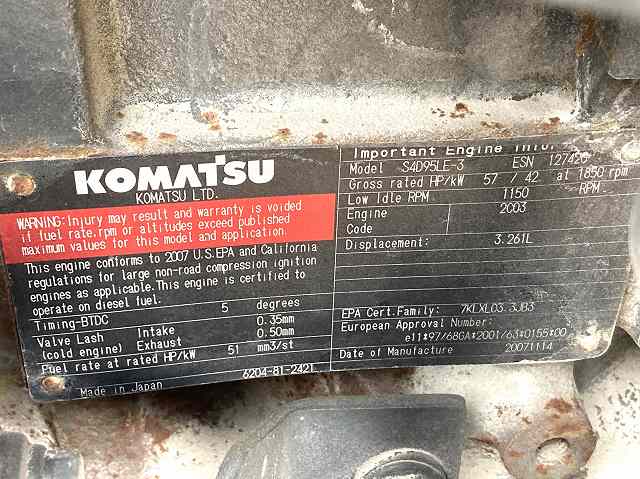 KOMATSU
KOMATSU LTD.
WARNING: Injury may result and warranty is voided
if fuel rate.rpm or altitudes exceed published
maximum values for this model and application.
This engine conforms to 2007 U.S.EPA and California
regulations for large non-road compression ignition
engines as applicable. This engine is certified to
operate on diesel fuel.
Timing-BTDC 5 degrees
Valve Lash Intake 0.35mm
(cold engine) Exhaust 0.50mm
Fuel rate at rated HP/kW 51 mm3/st
6204-81-2421
Made in Japan
Important Engine
Model S4D95LE-3 ESN
Gross rated HP/kW 57 / 42 at 1850 rpm
Low Idle RPM 1150 RPM
Engine 2003
Code
Displacement: 3.261L
EPA Cert.Family: 7KLXL03.3JB3
European Approval Number:
e11*97/68GA*2001/63*0155*00
Date of Manufacture 20071114